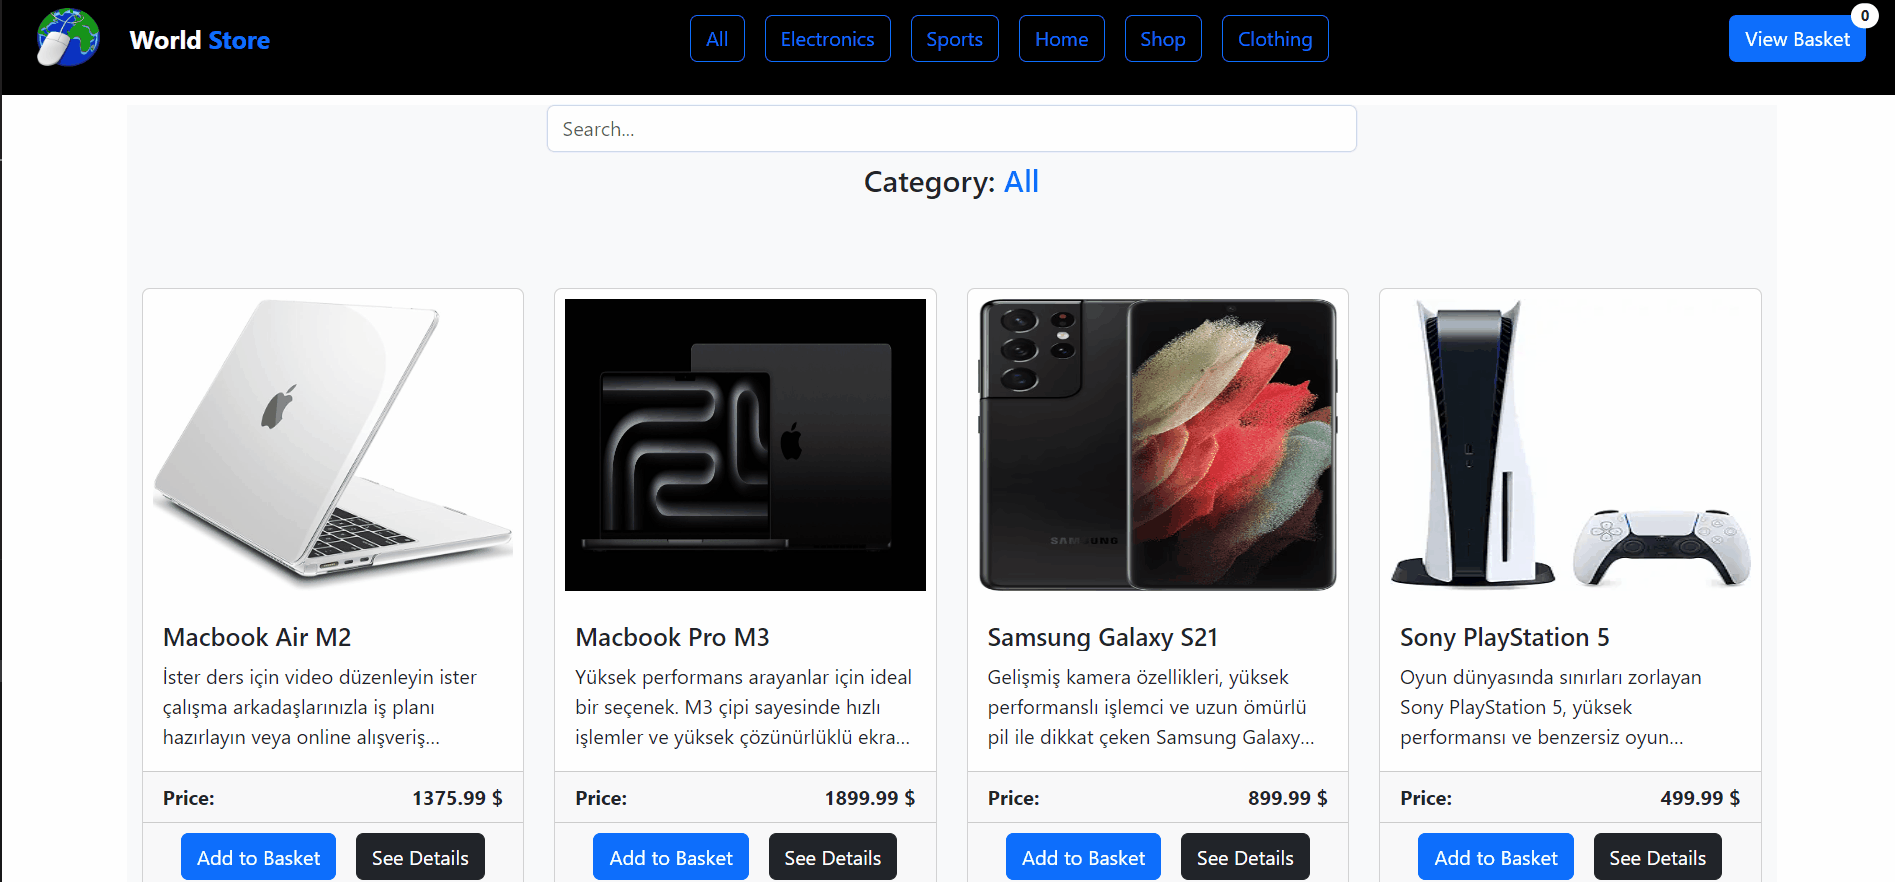 World Store
All
Electronics
Sports
Home
Shop
Clothing
View Basket
0
Search...
Category: All
Macbook Air M2
İster ders için video düzenleyin ister
çalışma arkadaşlarınızla iş planı
hazırlayın veya online alışveriş...
Price: 1375.99 $
Add to Basket
See Details
Macbook Pro M3
Yüksek performans arayanlar için ideal
bir seçenek. M3 çipi sayesinde hızlı
işlemler ve yüksek çözünürlüklü ekra...
Price: 1899.99 $
Add to Basket
See Details
SAMSUNG
Samsung Galaxy S21
Gelişmiş kamera özellikleri, yüksek
performanslı işlemci ve uzun ömürlü
pil ile dikkat çeken Samsung Galaxy...
Price: 899.99 $
Add to Basket
See Details
Sony PlayStation 5
Oyun dünyasında sınırları zorlayan
Sony PlayStation 5, yüksek
performansı ve benzersiz oyun...
Price: 499.99 $
Add to Basket
See Details